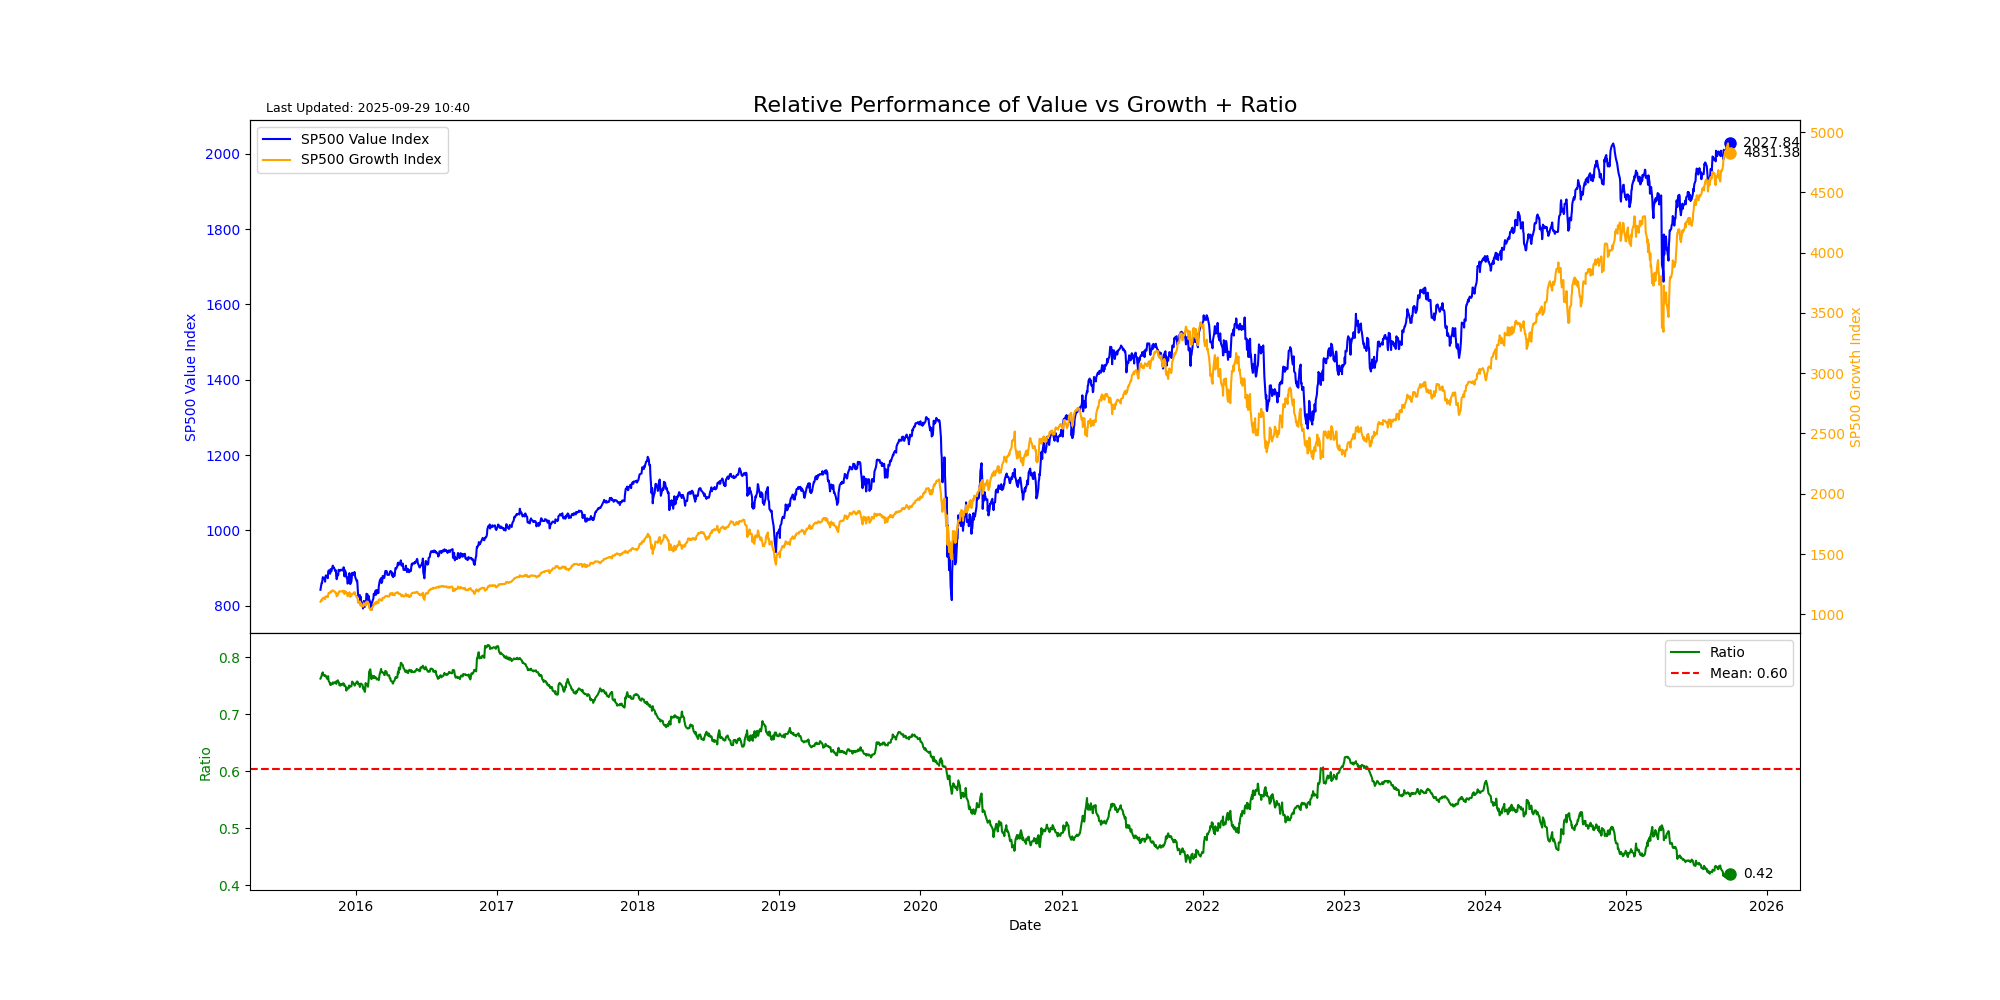 Last Updated: 2025-09-29 10:40
Relative Performance of Value vs Growth + Ratio
SP500 Value Index
SP500 Growth Index
2000
1800
1600
1400
1200
1000
800
SP500 Value Index
5000
4500
4000
3500
3000
2500
2000
1500
1000
SP500 Growth Index
2027.84
4831.38
0.8
0.7
0.6
0.5
0.4
Ratio
Ratio
Mean: 0.60
0.42
2016 2017 2018 2019 2020 2021 2022 2023 2024 2025 2026
Date